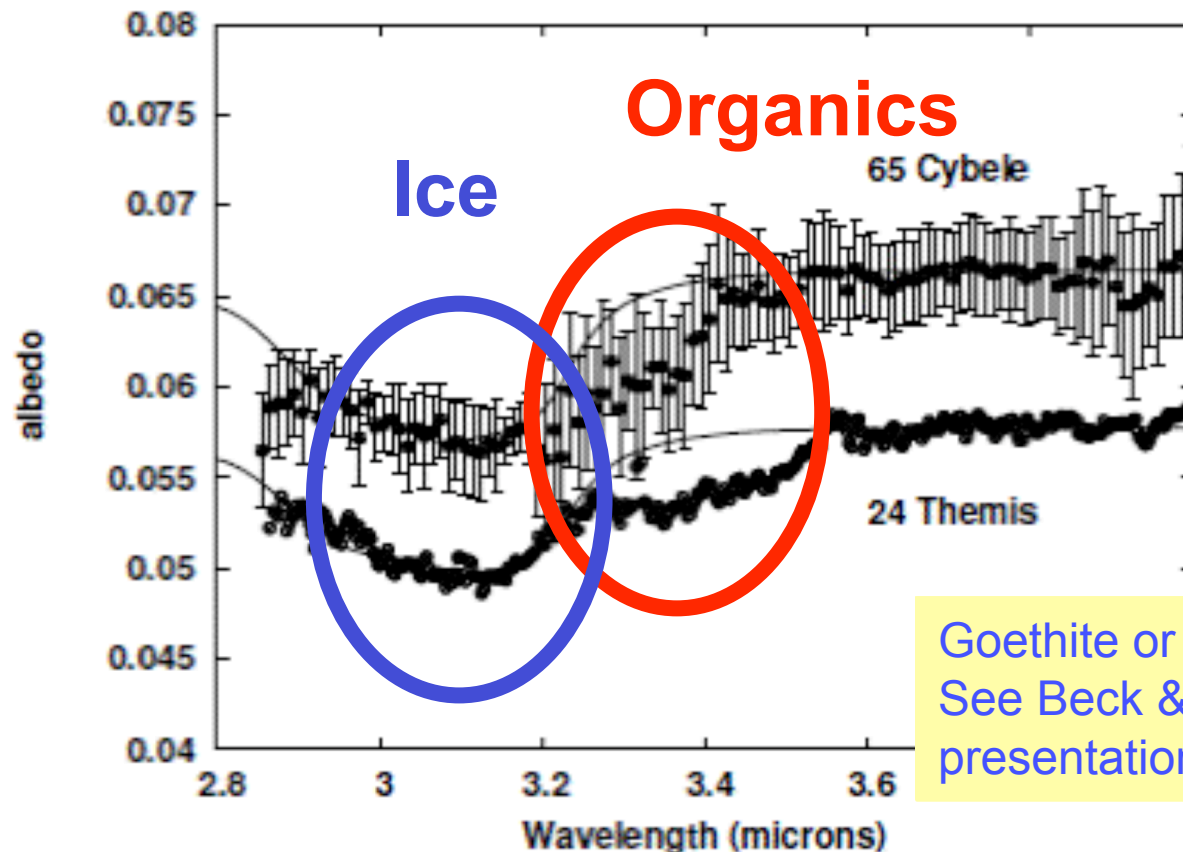 0.08
0.075
Organics
65 Cybele
Ice
0.07
0.065
albedo
0.06
0.055
24 Themis
0.05
0.045
Goethite or
See Beck &
presentation
0.04
2.8
3
3.2
3.4
3.6
Wavelength (microns)